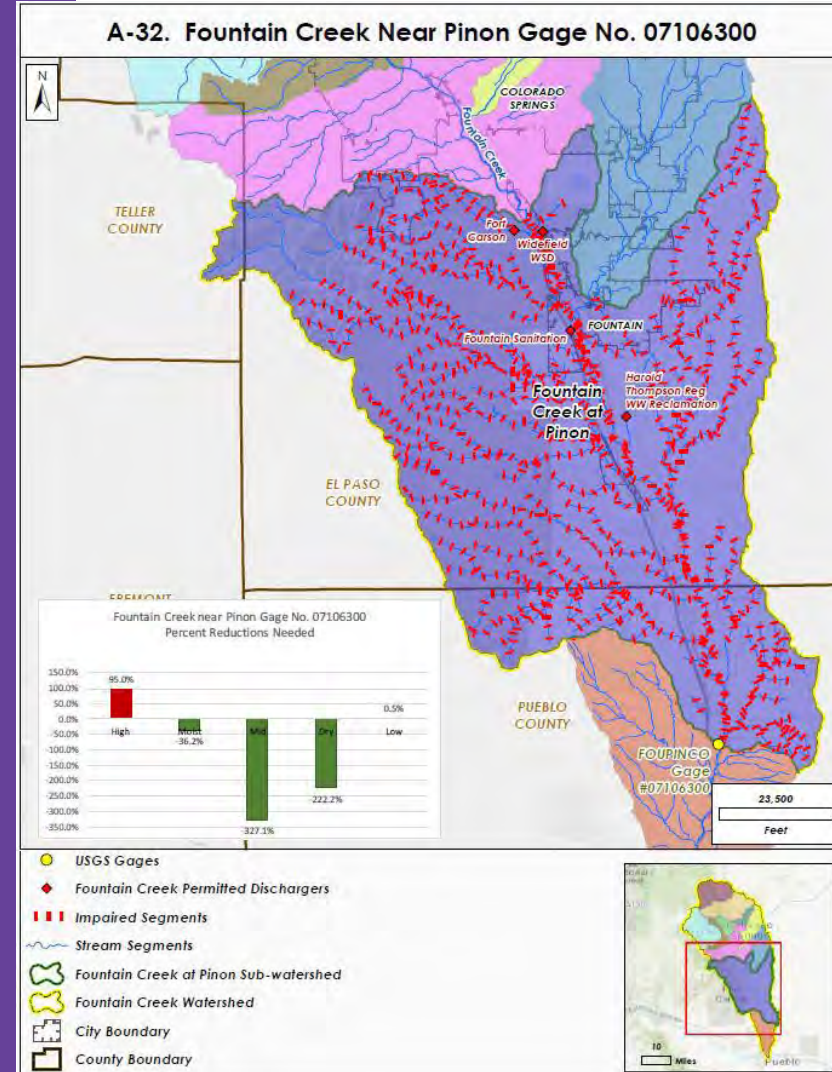 A-32. Fountain Creek Near Pinon Gage No. 07106300
N
COLORADO
SPRINGS
Fountain Creek
TELLER
COUNTY
Fort
Carson
Widefield
WSD
Fountain Sanitation
FOUNTAIN
Harold
Thompson Reg
WW Reclamation
Fountain
Creek at
Pinon
EL PASO
COUNTY
FREMONT
Fountain Creek near Pinon Gage No. 07106300
Percent Reductions Needed
150.0%
100.0%
50.0%
0.0%
-50.0%
-100.0%
-150.0%
-200.0%
-250.0%
-300.0%
-350.0%
95.0%
High
Moist
-36.2%
Mid
-327.1%
Dry
-222.2%
0.5%
Low
PUEBLO
COUNTY
FOUPINCO
Gage
#07106300
23,500
Feet
USGS Gages
Fountain Creek Permitted Dischargers
Impaired Segments
Stream Segments
Fountain Creek at Pinon Sub-watershed
Fountain Creek Watershed
City Boundary
County Boundary
10
Miles
Pueblo